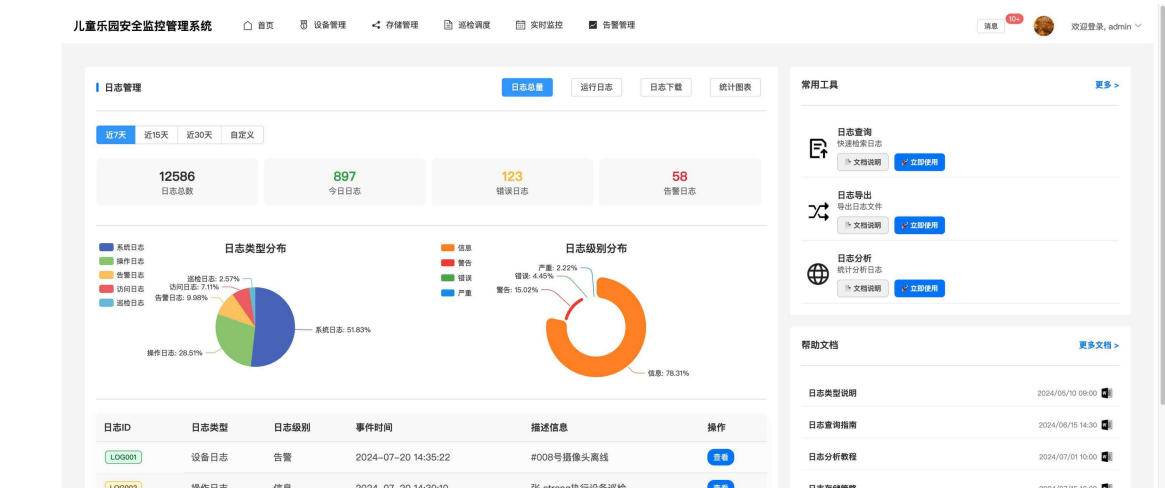 儿童乐园安全监控管理系统 首页 设备管理 存储管理 巡检调度 实时监控 告警管理 消息 10+ 欢迎登录, admin
日志管理 日志总量 运行日志 日志下载 统计图表
近7天 近15天 近30天 自定义
12586 897 123 58
日志总数 今日日志 错误日志 告警日志
日志类型分布
系统日志
操作日志
告警日志
访问日志
巡检日志
巡检日志: 2.57%
访问日志: 7.11%
告警日志: 9.98%
系统日志: 51.83%
操作日志: 28.51%
日志级别分布
信息
警告
错误
严重
严重: 2.22%
错误: 4.45%
警告: 15.02%
信息: 78.31%
日志ID 日志类型 日志级别 事件时间 描述信息 操作
LOG001 设备日志 告警 2024-07-20 14:35:22 #008号摄像头离线 查看
常用工具 更多 >
日志查询
快速检索日志
文档说明 立即使用
日志导出
导出日志文件
文档说明 立即使用
日志分析
统计分析日志
文档说明 立即使用
帮助文档 更多文档 >
日志类型说明 2024/05/10 09:00
日志查询指南 2024/06/15 14:30
日志分析教程 2024/07/01 10:00